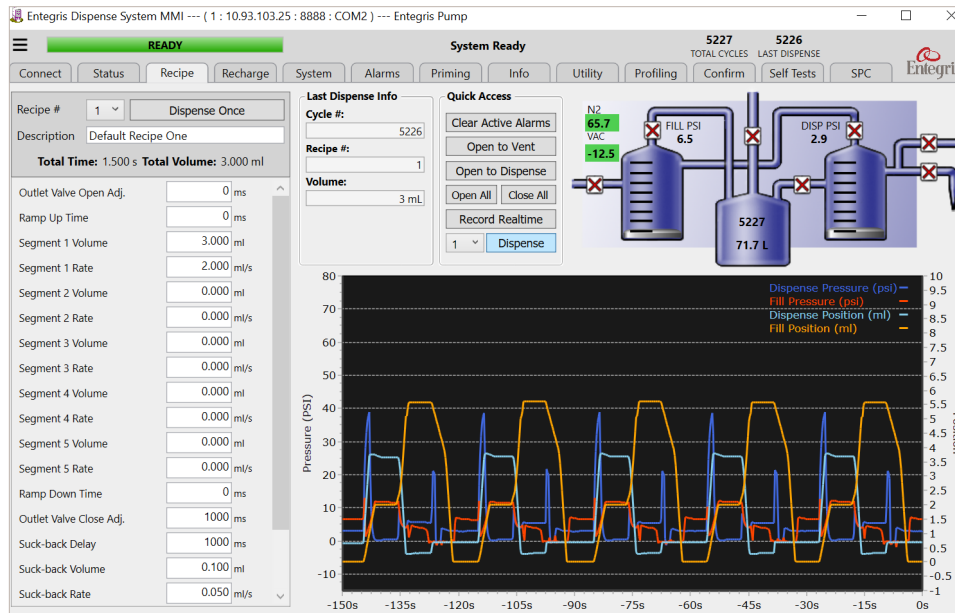 Entegris Dispense System MMI --- ( 1 : 10.93.103.25 : 8888 : COM2 ) --- Entegris Pump
READY
System Ready
5227
TOTAL CYCLES
5226
LAST DISPENSE
Connect Status Recipe Recharge System Alarms Priming Info Utility Profiling Confirm Self Tests SPC
Recipe # 1 Dispense Once
Description Default Recipe One
Total Time: 1.500 s Total Volume: 3.000 ml
Outlet Valve Open Adj. 0 ms
Ramp Up Time 0 ms
Segment 1 Volume 3.000 ml
Segment 1 Rate 2.000 ml/s
Segment 2 Volume 0.000 ml
Segment 2 Rate 0.000 ml/s
Segment 3 Volume 0.000 ml
Segment 3 Rate 0.000 ml/s
Segment 4 Volume 0.000 ml
Segment 4 Rate 0.000 ml/s
Segment 5 Volume 0.000 ml
Segment 5 Rate 0.000 ml/s
Ramp Down Time 0 ms
Outlet Valve Close Adj. 1000 ms
Suck-back Delay 1000 ms
Suck-back Volume 0.100 ml
Suck-back Rate 0.050 ml/s
Last Dispense Info
Cycle #:
5226
Recipe #:
1
Volume:
3 mL
Quick Access
Clear Active Alarms
Open to Vent
Open to Dispense
Open All Close All
Record Realtime
1 Dispense
N2
65.7
VAC
-12.5
FILL PSI
6.5
DISP PSI
2.9
5227
71.7 L
Dispense Pressure (psi)
Fill Pressure (psi)
Dispense Position (ml)
Fill Position (ml)
Pressure (PSI)
80
70
60
50
40
30
20
10
0
-10
10
9.5
9
8.5
8
7.5
7
6.5
6
5.5
5
4.5
4
3.5
3
2.5
2
1.5
1
0.5
0
-0.5
-1
-150s -135s -120s -105s -90s -75s -60s -45s -30s -15s 0s